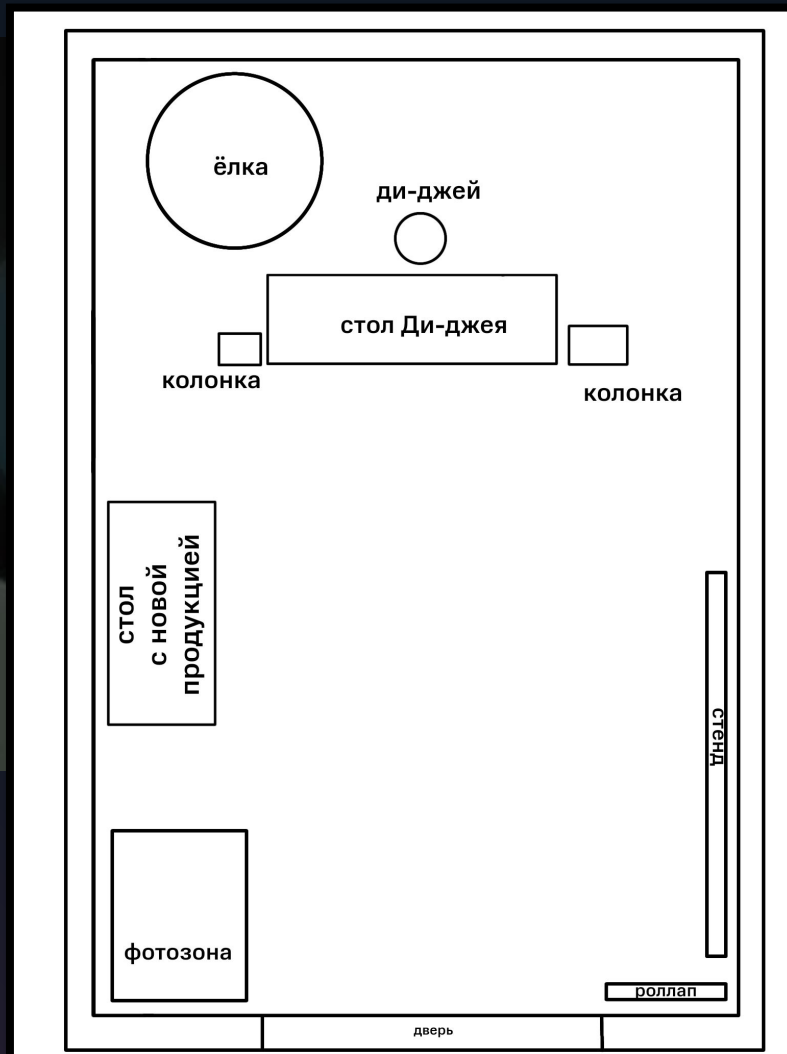 ёлка
ди-джей
стол Ди-джея
колонка
колонка
стол
с новой
продукцией
стенд
фотозона
роллап
дверь